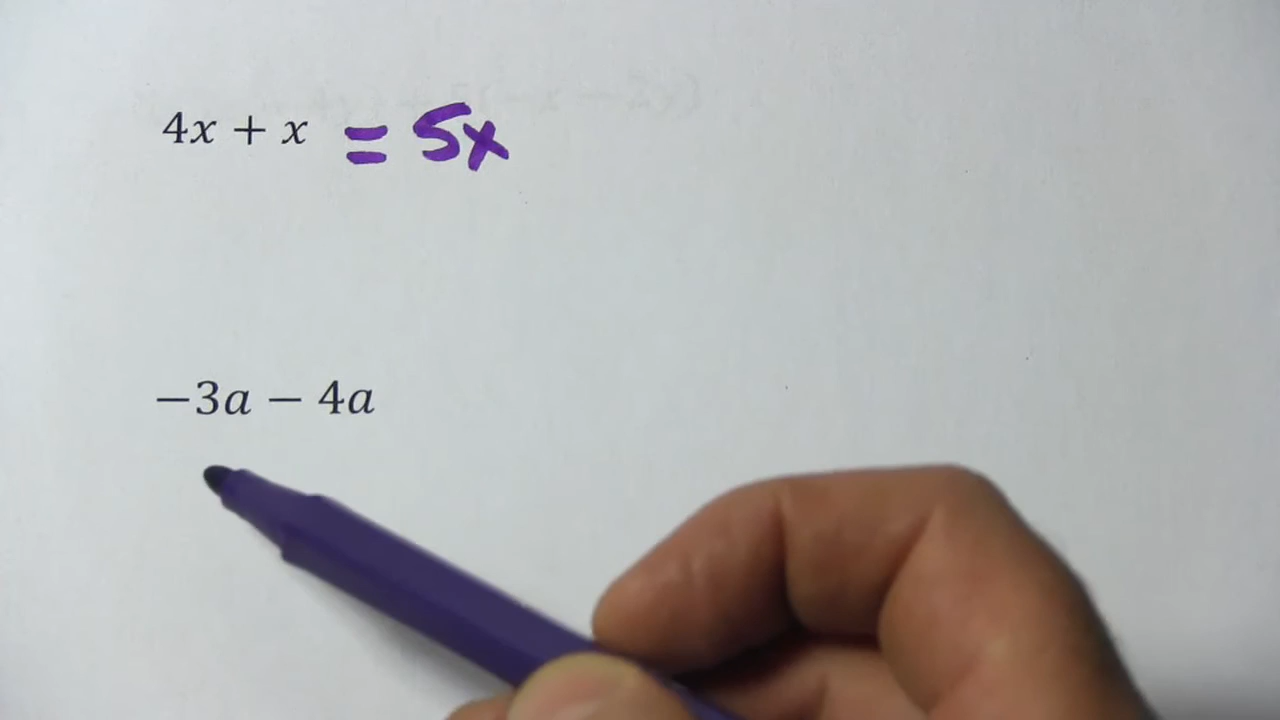 4x + x = 5x
−3a − 4a